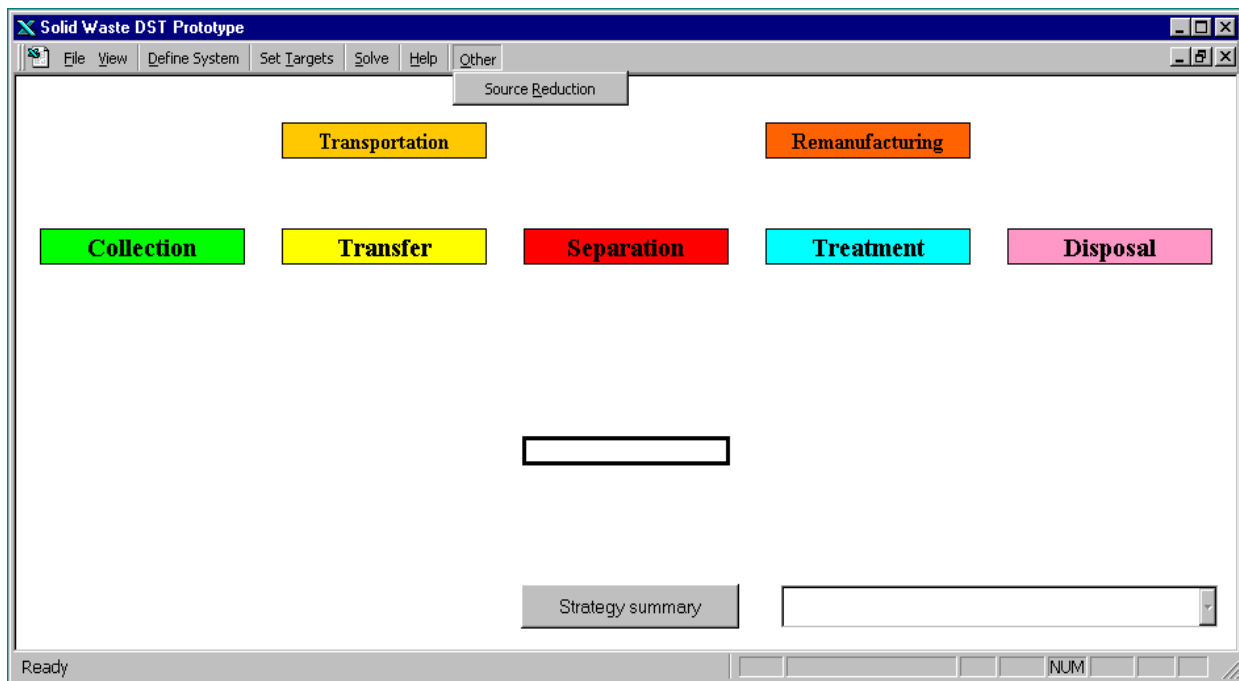 Solid Waste DST Prototype
File View Define System Set Targets Solve Help Other
Source Reduction
Transportation Remanufacturing
Collection Transfer Separation Treatment Disposal
Strategy summary
Ready NUM